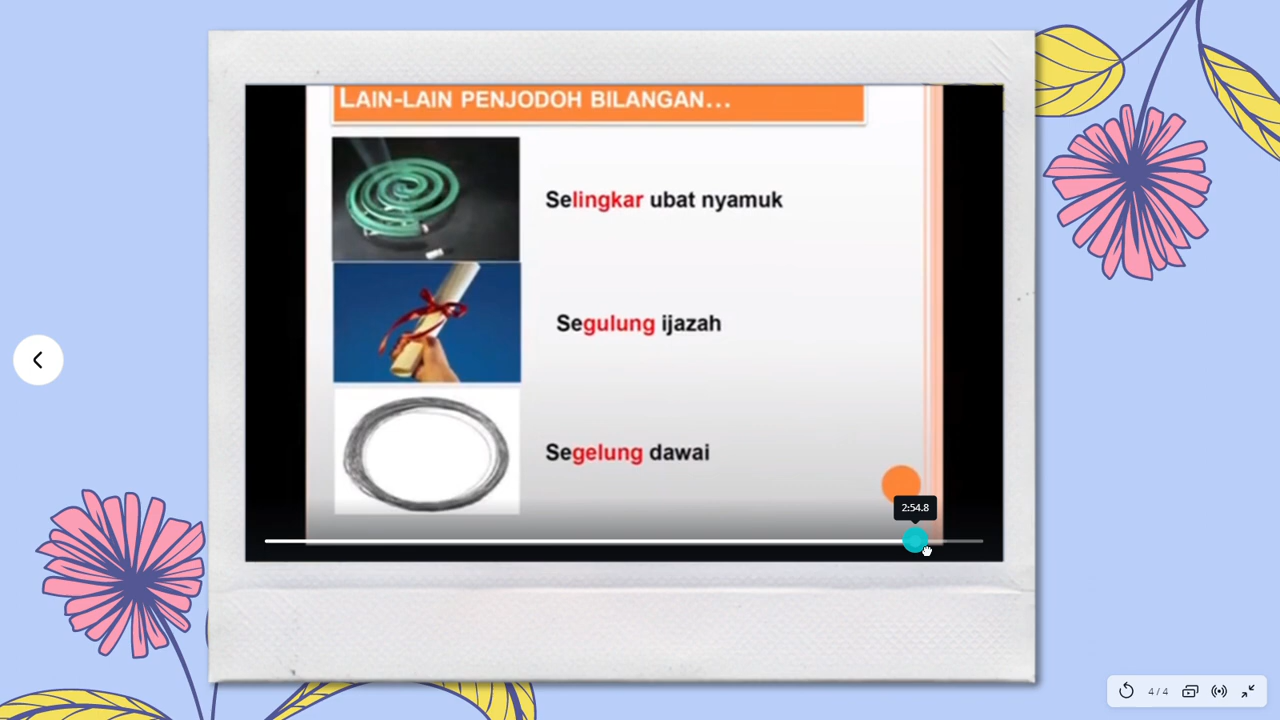 LAIN-LAIN PENJODOH BILANGAN...
Selingkar ubat nyamuk
Segulung ijazah
Segelung dawai
2:54.8
4 / 4